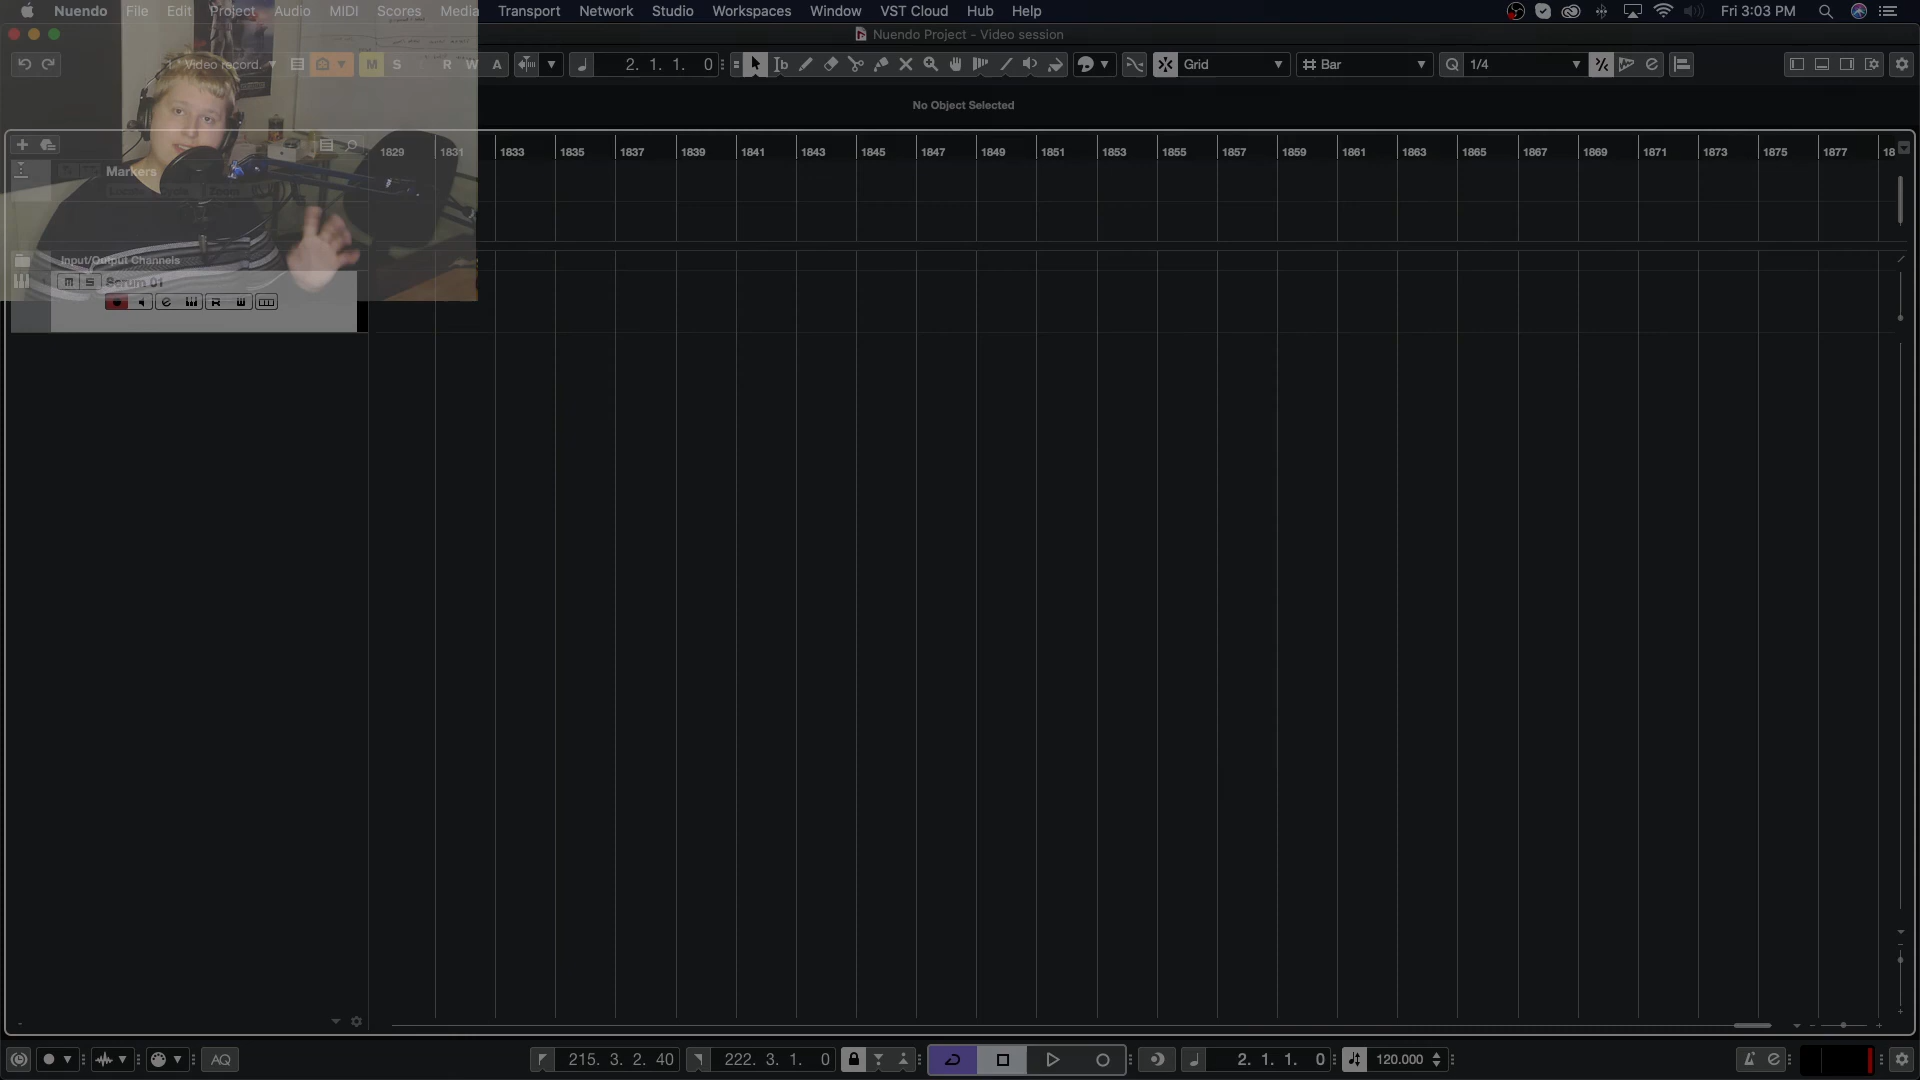 Nuendo File Edit Project Audio MIDI Scores Media Transport Network Studio Workspaces Window VST Cloud Hub Help Fri 3:03 PM
Nuendo Project - Video session
Video record. M S R W A 2. 1. 1. 0 Grid Bar Q 1/4
No Object Selected
1829 1831 1833 1835 1837 1839 1841 1843 1845 1847 1849 1851 1853 1855 1857 1859 1861 1863 1865 1867 1869 1871 1873 1875 1877 18
Markers
Zoom
Input/Output Channels
m S Serum 01
e R W
AQ 215. 3. 2. 40 222. 3. 1. 0 2. 1. 1. 0 120.000